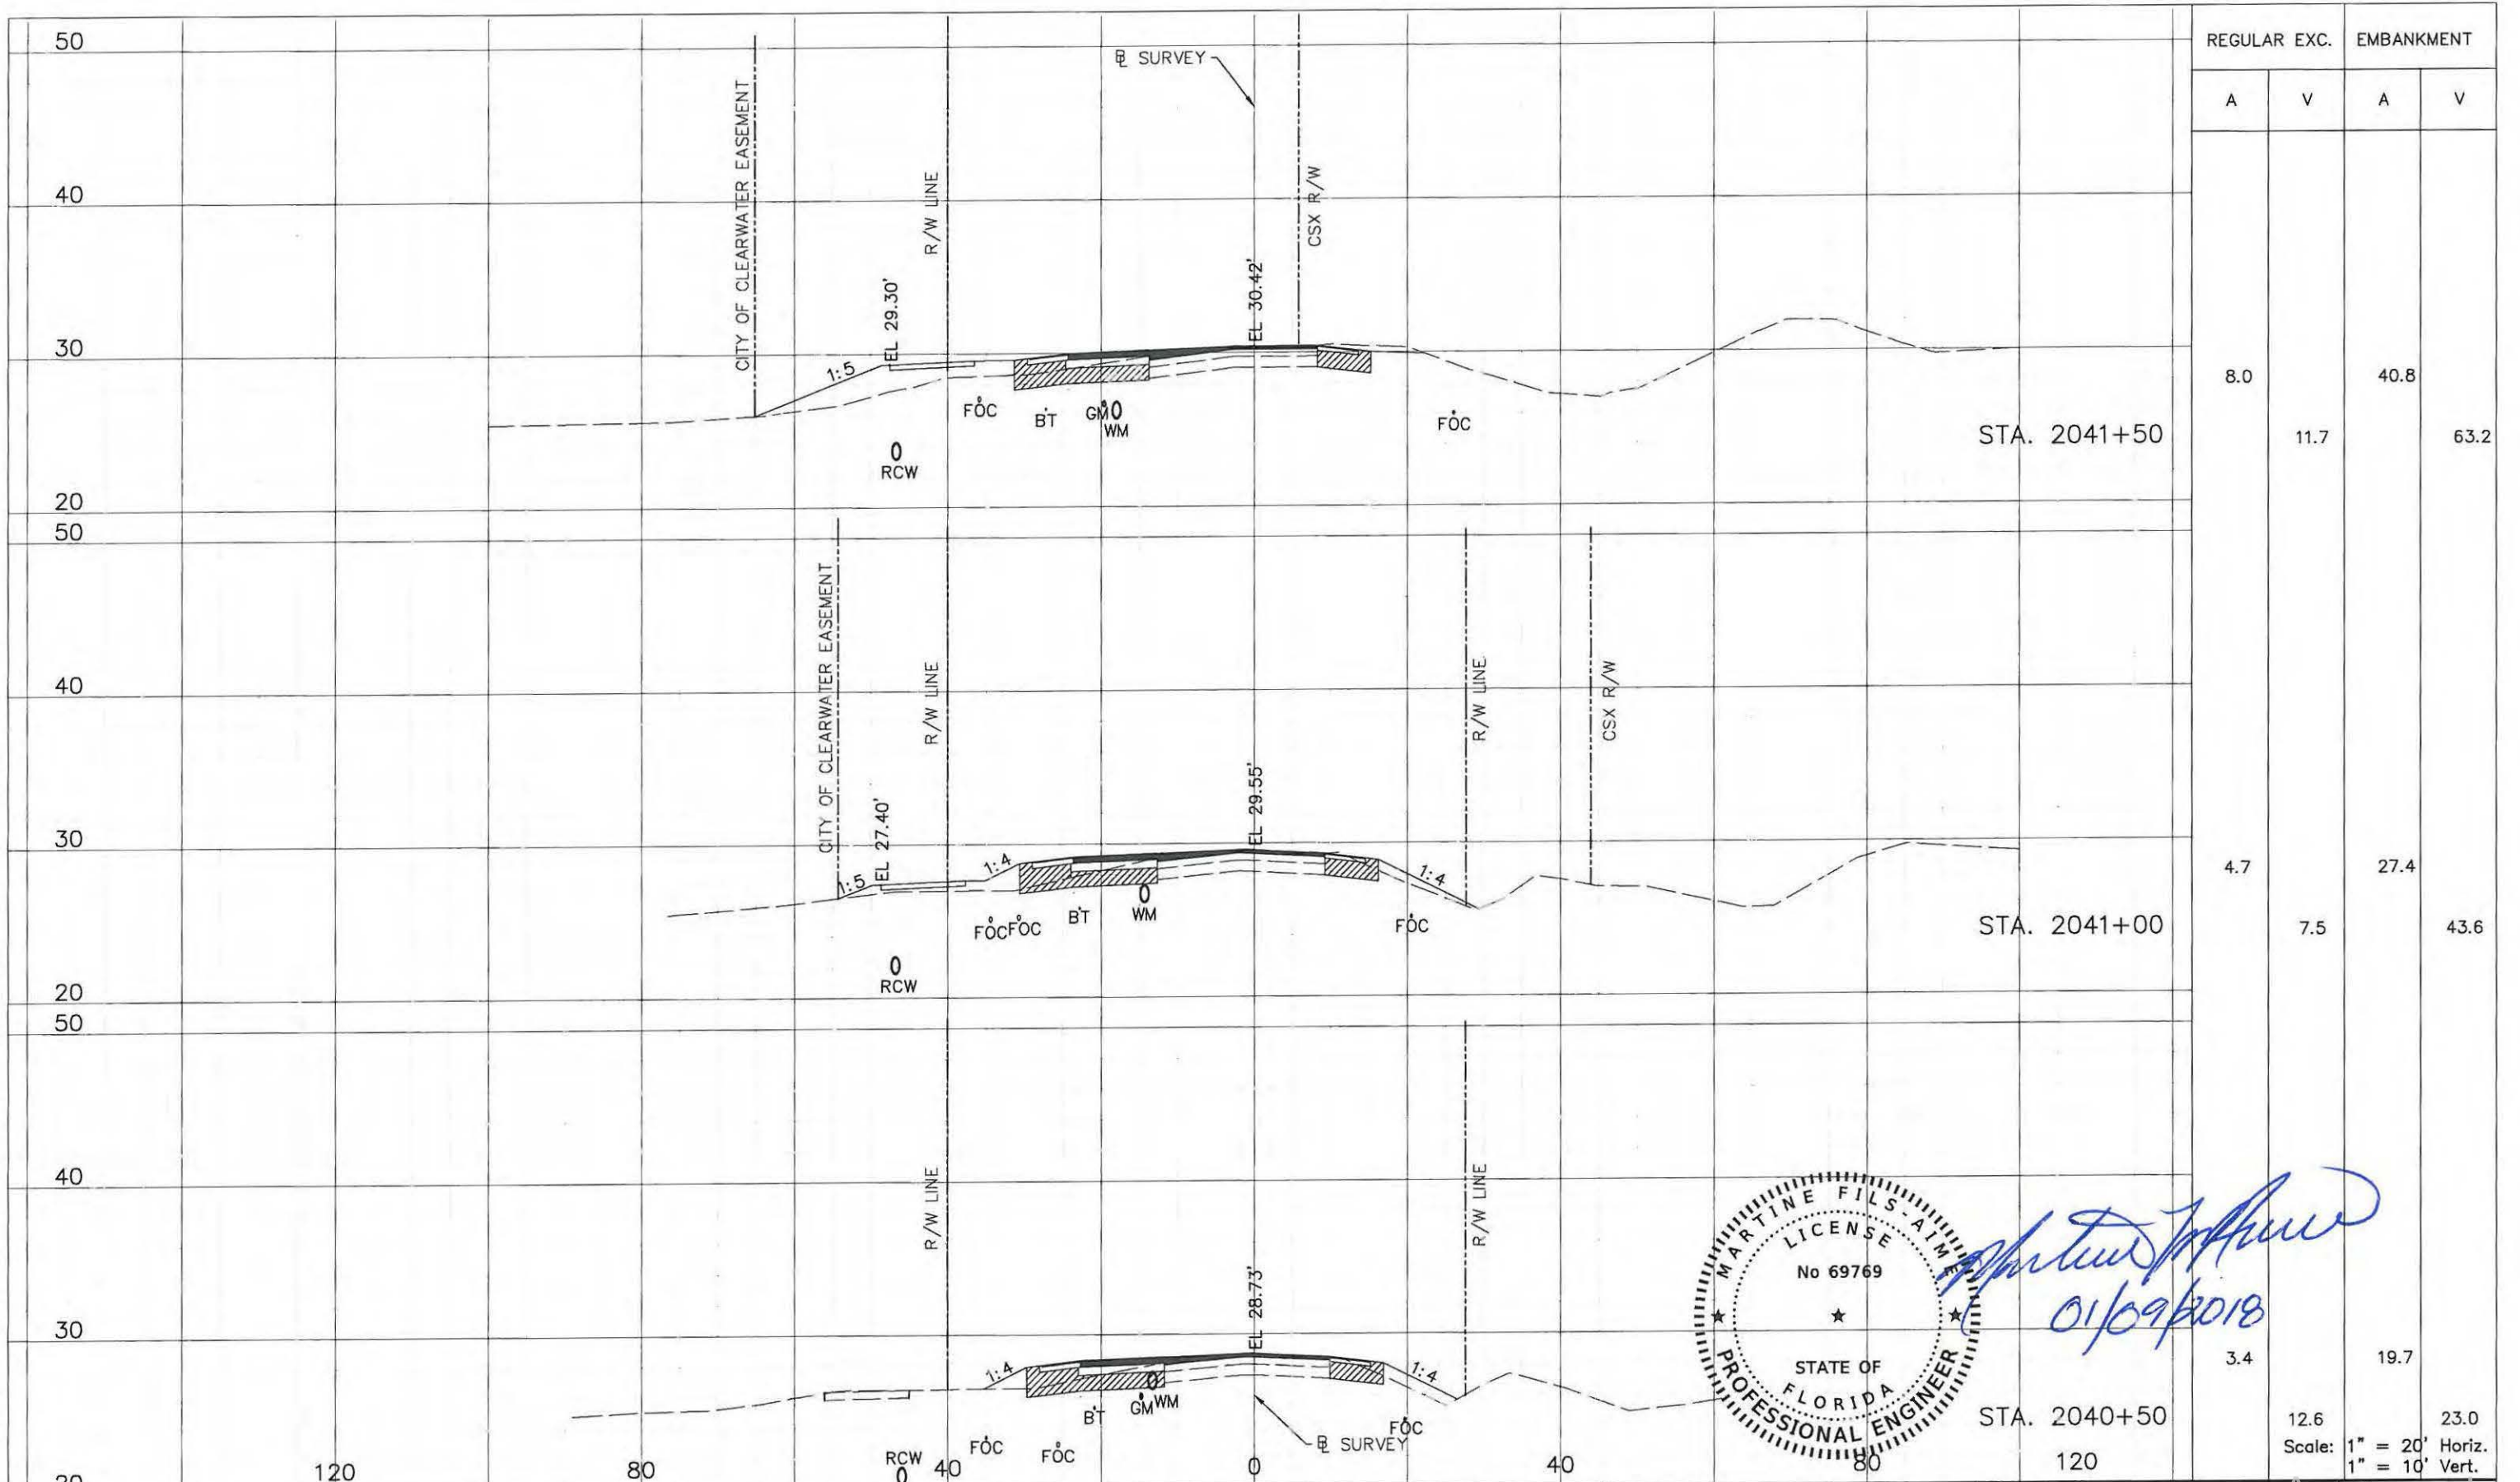 REGULAR EXC. EMBANKMENT
A V A V
50
40
30
20
CITY OF CLEARWATER EASEMENT
R/W LINE
℄ SURVEY
CSX R/W
EL 29.30'
EL 30.42'
1:5
FOC
BT
GM
WM
RCW
FOC
STA. 2041+50
8.0 40.8
11.7 63.2
50
40
30
20
CITY OF CLEARWATER EASEMENT
R/W LINE
R/W LINE
CSX R/W
EL 27.40'
EL 29.55'
1:5
1:4
1:4
FOC FOC
BT
WM
RCW
FOC
STA. 2041+00
4.7 27.4
7.5 43.6
50
40
30
R/W LINE
R/W LINE
EL 28.73'
1:4
1:4
BT
GM WM
FOC
FOC
RCW
FOC
℄ SURVEY
STA. 2040+50
3.4 19.7
12.6 23.0
MARTINE FILS-AIME
LICENSE
No 69769
STATE OF
FLORIDA
PROFESSIONAL ENGINEER
01/09/2018
120 80 40 0 40 80 120
Scale: 1" = 20' Horiz.
1" = 10' Vert.